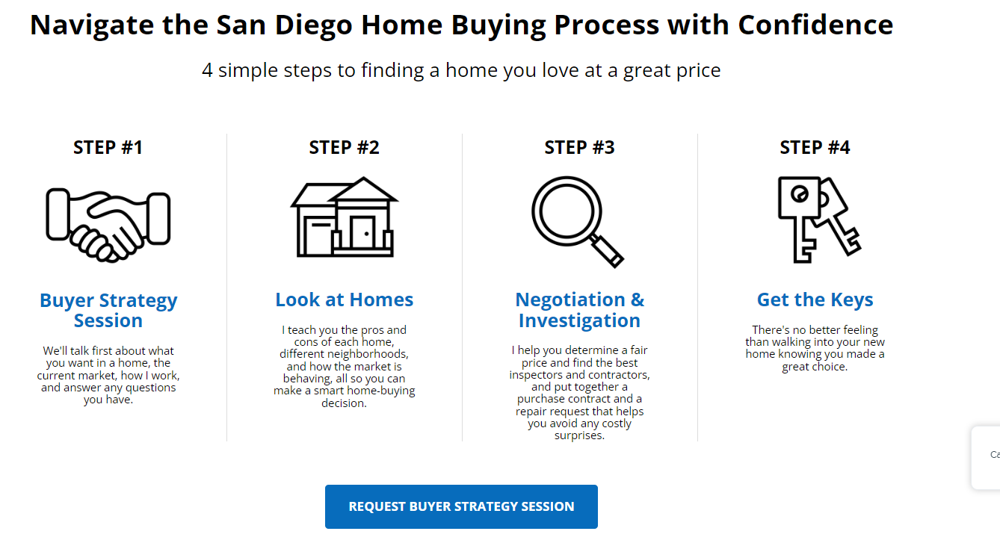 Navigate the San Diego Home Buying Process with Confidence
4 simple steps to finding a home you love at a great price
STEP #1
Buyer Strategy
Session
We'll talk first about what
you want in a home, the
current market, how I work,
and answer any questions
you have.
STEP #2
Look at Homes
I teach you the pros and
cons of each home,
different neighborhoods,
and how the market is
behaving, all so you can
make a smart home-buying
decision.
STEP #3
Negotiation &
Investigation
I help you determine a fair
price and find the best
inspectors and contractors,
and put together a
purchase contract and a
repair request that helps
you avoid any costly
surprises.
STEP #4
Get the Keys
There's no better feeling
than walking into your new
home knowing you made a
great choice.
REQUEST BUYER STRATEGY SESSION